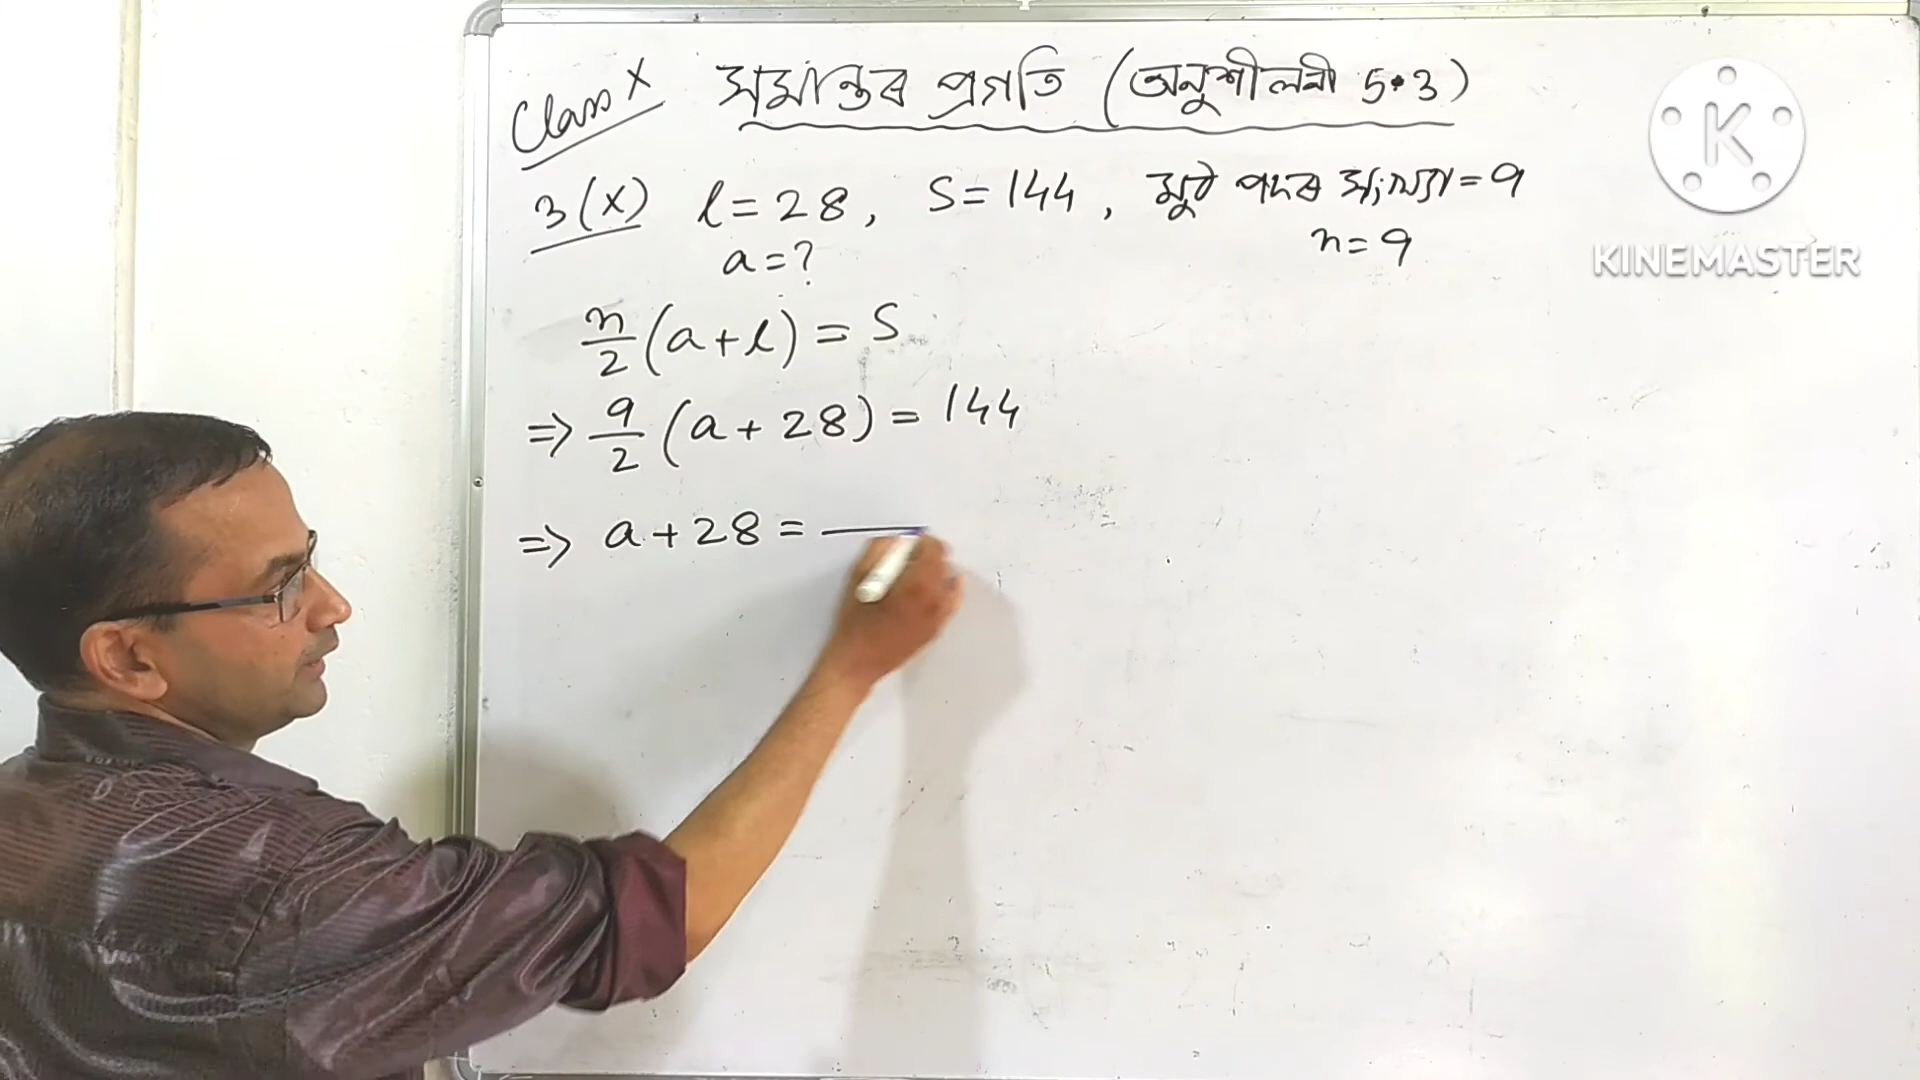 Class X সমান্তৰ প্ৰগতি (অনুশীলনী 5.3)
3(x) l = 28, S = 144, মুঠ পদৰ সংখ্যা = 9
a = ? n = 9
n/2 (a + l) = S
⇒ 9/2 (a + 28) = 144
⇒ a + 28 =
K
KINEMASTER